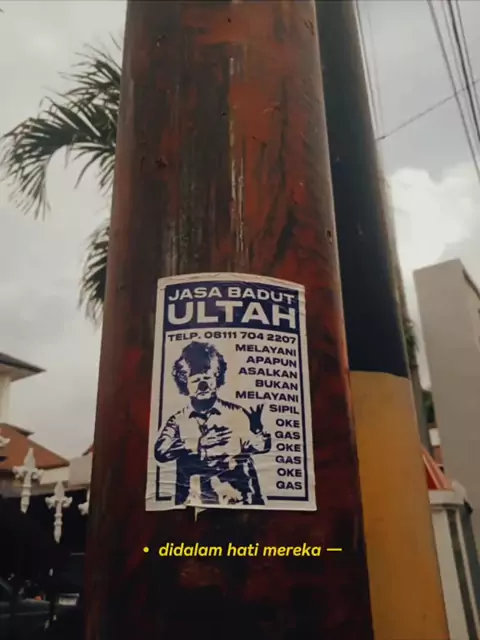 JASA BADUT
ULTAH
TELP. 08111 704 2207
MELAYANI
APAPUN
ASALKAN
BUKAN
MELAYANI
SIPIL
OKE
GAS
OKE
GAS
OKE
GAS
• didalam hati mereka —